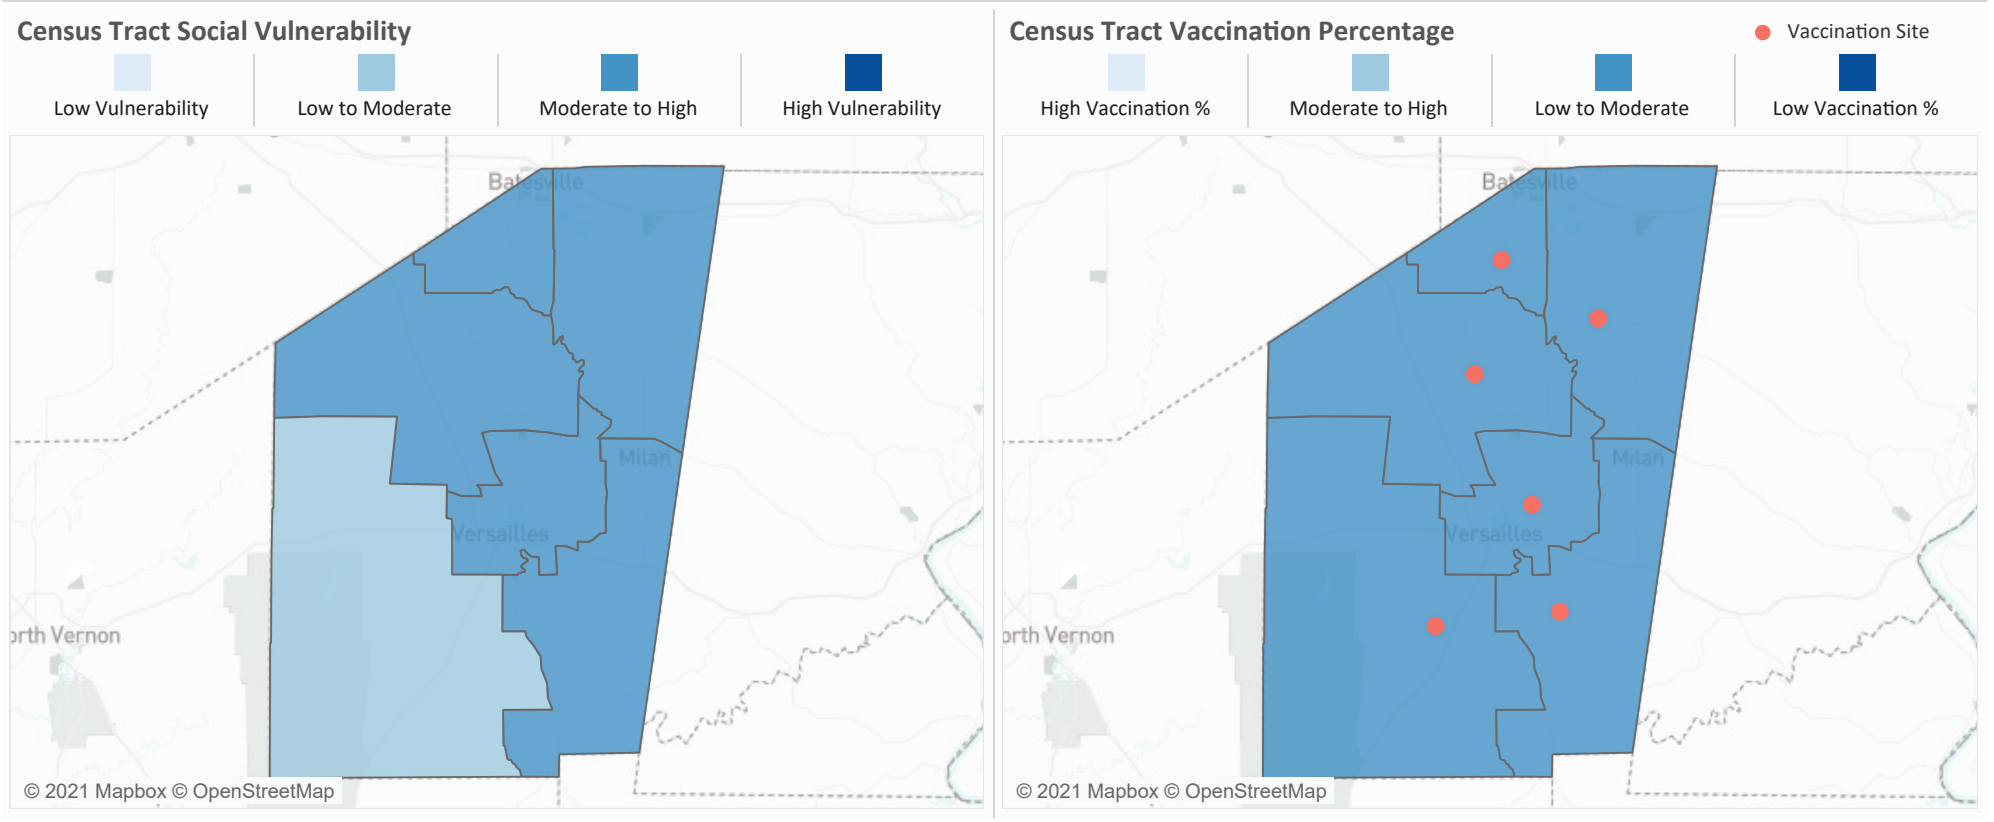 Census Tract Social Vulnerability
Low Vulnerability
Low to Moderate
Moderate to High
High Vulnerability
Batesville
Milan
Versailles
orth Vernon
© 2021 Mapbox © OpenStreetMap
Census Tract Vaccination Percentage
Vaccination Site
High Vaccination %
Moderate to High
Low to Moderate
Low Vaccination %
Batesville
Milan
Versailles
orth Vernon
© 2021 Mapbox © OpenStreetMap